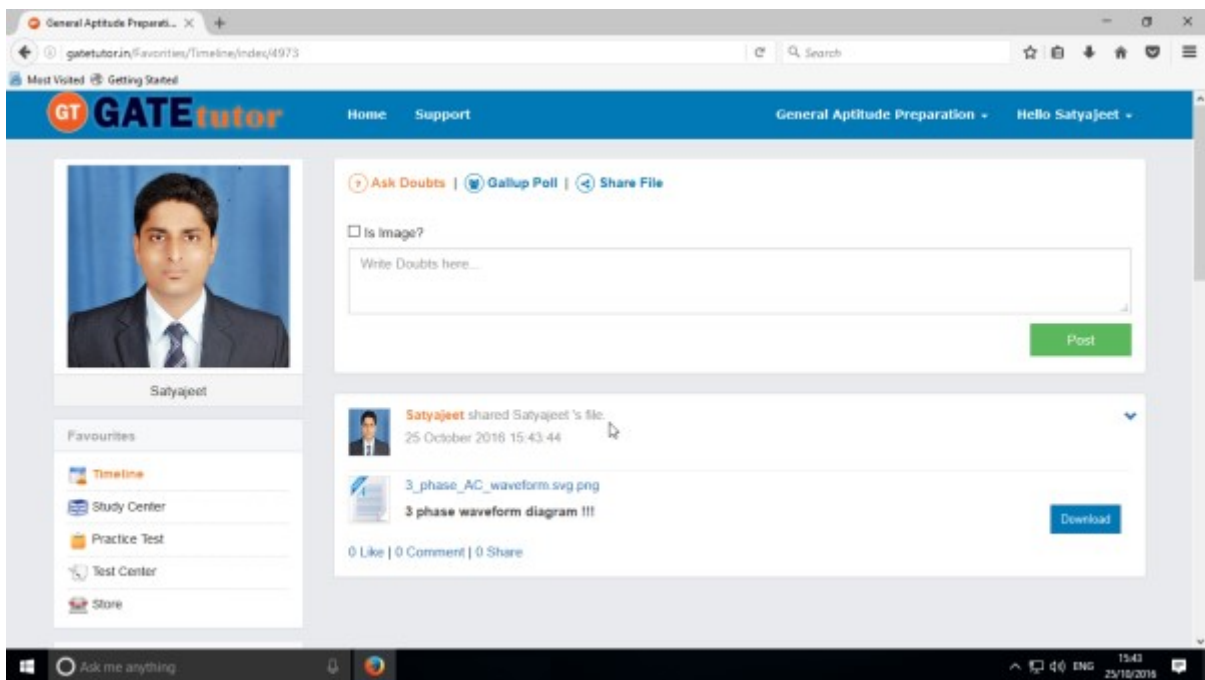 General Aptitude Preparati...
gatetutor.in/Favorities/Timeline/Index/4973
Search
Most Visited Getting Started
GT GATEtutor Home Support General Aptitude Preparation Hello Satyajeet
? Ask Doubts | Gallup Poll | Share File
Is Image?
Write Doubts here...
Post
Satyajeet
Satyajeet shared Satyajeet 's file.
25 October 2016 15:43:44
Favourites
Timeline
Study Center
Practice Test
Test Center
Store
3_phase_AC_waveform.svg.png
3 phase waveform diagram !!!
Download
0 Like | 0 Comment | 0 Share
Ask me anything
ENG
15:43
25/10/2016